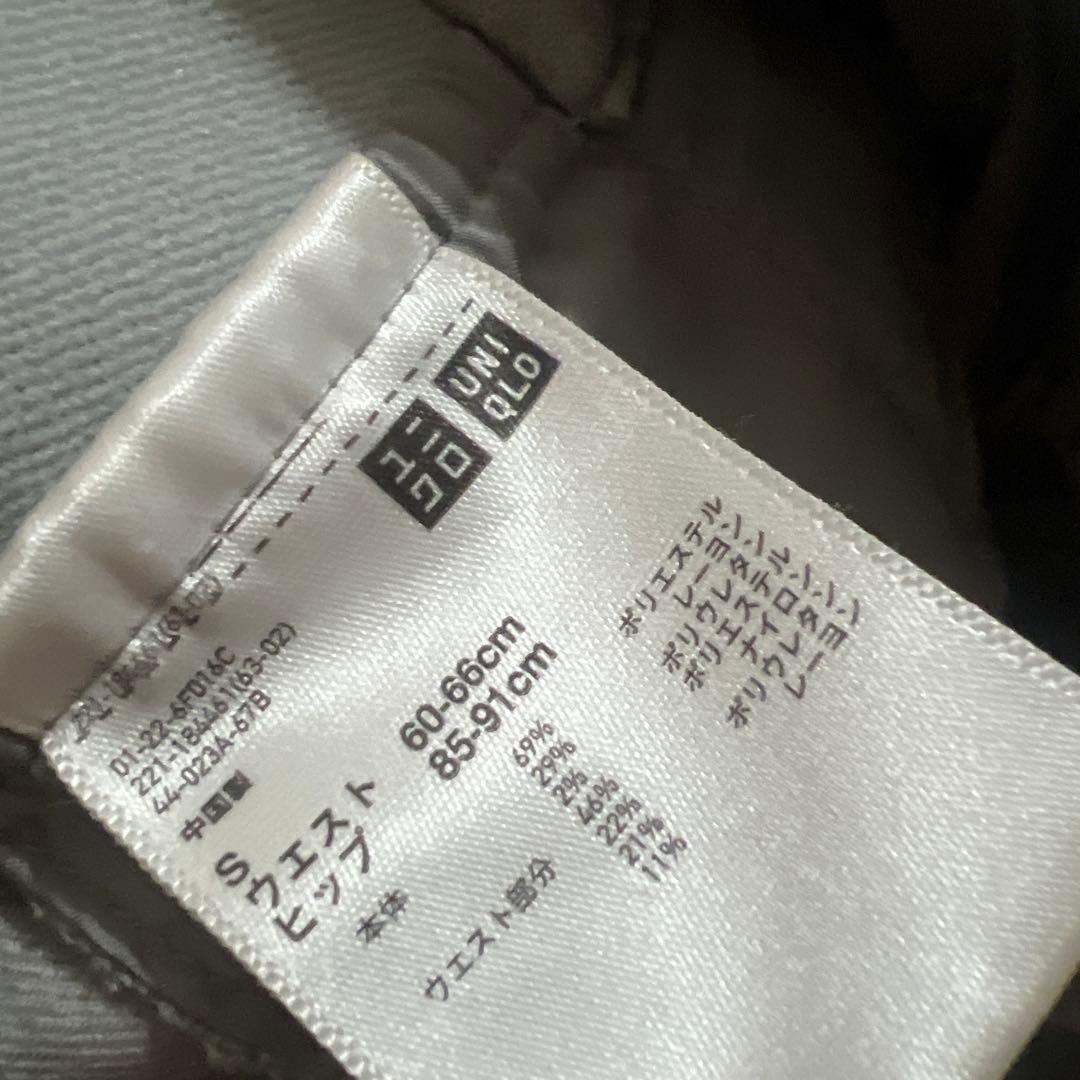 ユニ
クロ
UNI
QLO
01-22-6F016C
221-184461(63-02)
44-023A-67B
中国製
S
ウエスト 60-66cm
ヒップ 85-91cm
本体 69% ポリエステル
29% レーヨン
2% ポリウレタン
ウエスト部分 46% ポリエステル
22% ナイロン
21% ポリウレタン
11% レーヨン